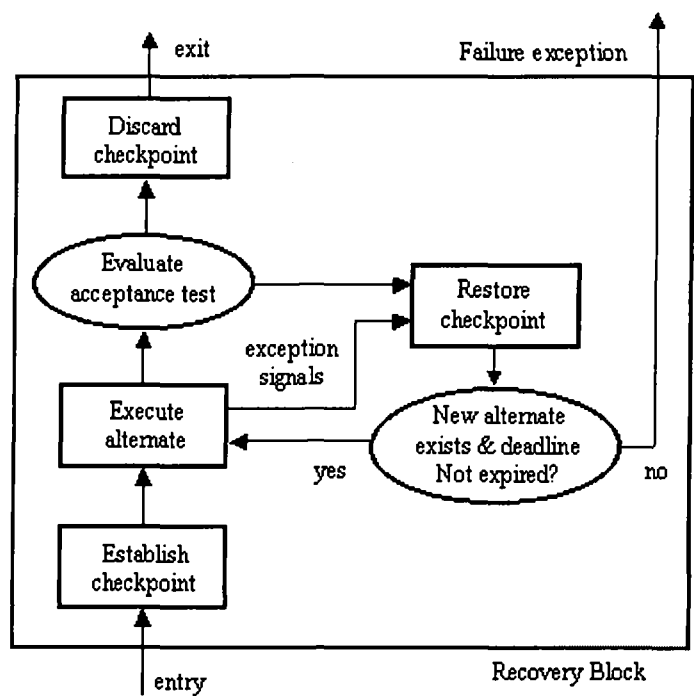 exit
Failure exception
Discard
checkpoint
Evaluate
acceptance test
Restore
checkpoint
exception
signals
Execute
alternate
New alternate
exists & deadline
Not expired?
yes
no
Establish
checkpoint
entry
Recovery Block